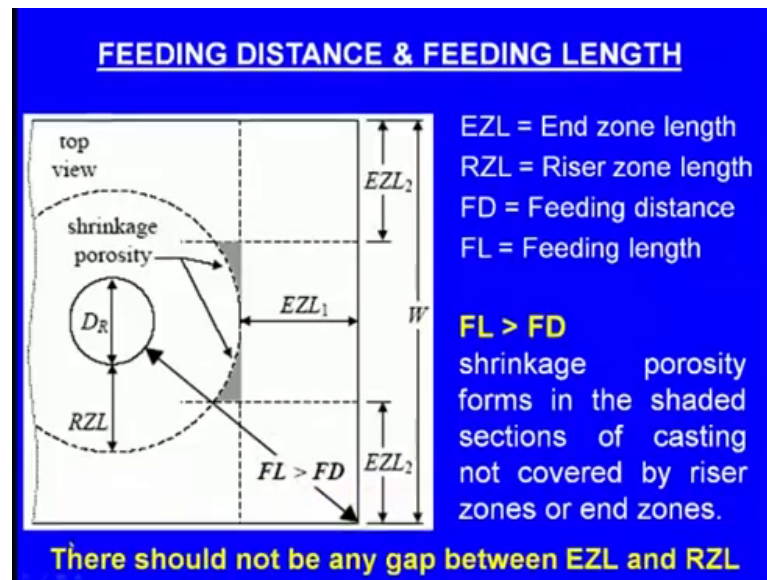 FEEDING DISTANCE & FEEDING LENGTH
top
view
shrinkage
porosity
D_R
RZL
EZL₂
EZL₁
W
FL > FD
EZL₂
EZL = End zone length
RZL = Riser zone length
FD = Feeding distance
FL = Feeding length
FL > FD
shrinkage porosity
forms in the shaded
sections of casting
not covered by riser
zones or end zones.
There should not be any gap between EZL and RZL